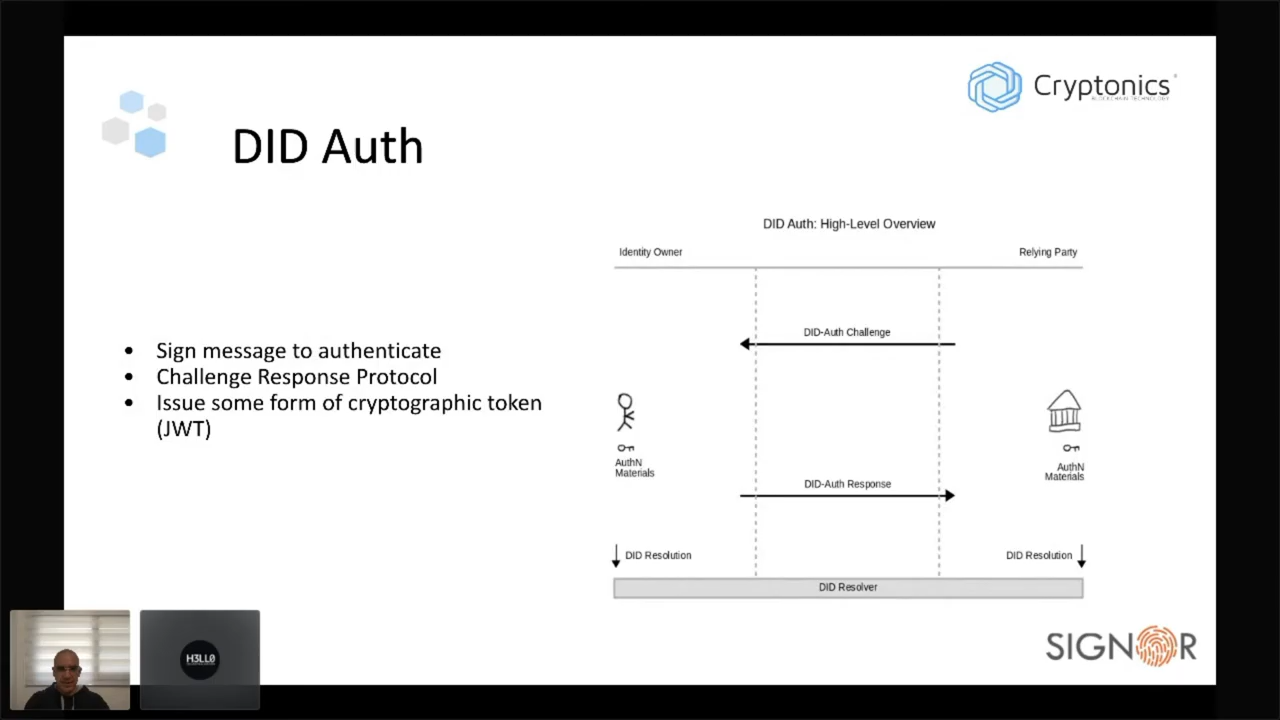 Cryptonics
BLOCKCHAIN TECHNOLOGY
DID Auth
DID Auth: High-Level Overview
Identity Owner
Relying Party
DID-Auth Challenge
• Sign message to authenticate
• Challenge Response Protocol
• Issue some form of cryptographic token
(JWT)
AuthN
Materials
AuthN
Materials
DID-Auth Response
DID Resolution
DID Resolution
DID Resolver
H3LL0
SIGNOR